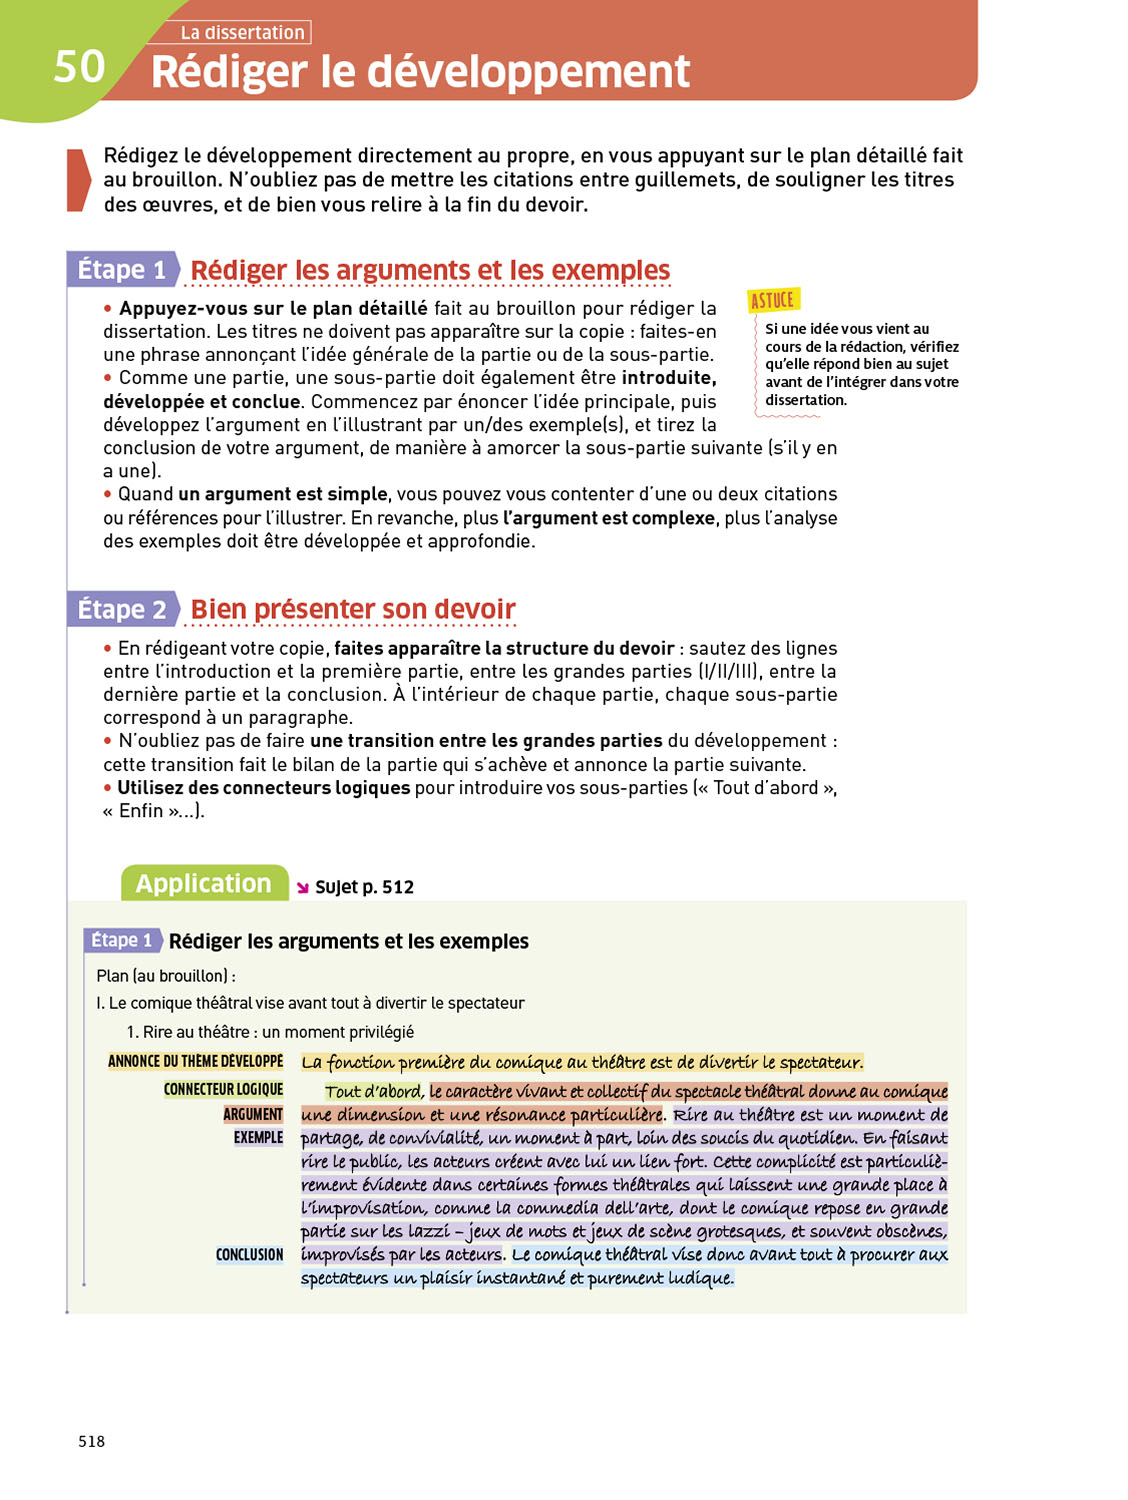 La dissertation
50
Rédiger le développement
Rédigez le développement directement au propre, en vous appuyant sur le plan détaillé fait
au brouillon. N'oubliez pas de mettre les citations entre guillemets, de souligner les titres
des œuvres, et de bien vous relire à la fin du devoir.
Étape 1 Rédiger les arguments et les exemples
• Appuyez-vous sur le plan détaillé fait au brouillon pour rédiger la
dissertation. Les titres ne doivent pas apparaître sur la copie : faites-en
une phrase annonçant l'idée générale de la partie ou de la sous-partie.
• Comme une partie, une sous-partie doit également être introduite,
développée et conclue. Commencez par énoncer l'idée principale, puis
développez l'argument en l'illustrant par un/des exemple(s), et tirez la
conclusion de votre argument, de manière à amorcer la sous-partie suivante (s'il y en
a une).
• Quand un argument est simple, vous pouvez vous contenter d'une ou deux citations
ou références pour l'illustrer. En revanche, plus l'argument est complexe, plus l'analyse
des exemples doit être développée et approfondie.
ASTUCE
Si une idée vous vient au
cours de la rédaction, vérifiez
qu'elle répond bien au sujet
avant de l'intégrer dans votre
dissertation.
Étape 2 Bien présenter son devoir
• En rédigeant votre copie, faites apparaître la structure du devoir : sautez des lignes
entre l'introduction et la première partie, entre les grandes parties (I/II/III), entre la
dernière partie et la conclusion. À l'intérieur de chaque partie, chaque sous-partie
correspond à un paragraphe.
• N'oubliez pas de faire une transition entre les grandes parties du développement :
cette transition fait le bilan de la partie qui s'achève et annonce la partie suivante.
• Utilisez des connecteurs logiques pour introduire vos sous-parties (« Tout d'abord »,
« Enfin »...).
Application ➘ Sujet p. 512
Étape 1 Rédiger les arguments et les exemples
Plan (au brouillon) :
I. Le comique théâtral vise avant tout à divertir le spectateur
1. Rire au théâtre : un moment privilégié
ANNONCE DU THÈME DÉVELOPPÉ La fonction première du comique au théâtre est de divertir le spectateur.
CONNECTEUR LOGIQUE Tout d'abord, le caractère vivant et collectif du spectacle théâtral donne au comique
ARGUMENT une dimension et une résonance particulière. Rire au théâtre est un moment de
EXEMPLE partage, de convivialité, un moment à part, loin des soucis du quotidien. En faisant
rire le public, les acteurs créent avec lui un lien fort. Cette complicité est particuliè-
rement évidente dans certaines formes théâtrales qui laissent une grande place à
l'improvisation, comme la commedia dell'arte, dont le comique repose en grande
partie sur les lazzi – jeux de mots et jeux de scène grotesques, et souvent obscènes,
CONCLUSION improvisés par les acteurs. Le comique théâtral vise donc avant tout à procurer aux
spectateurs un plaisir instantané et purement ludique.
518